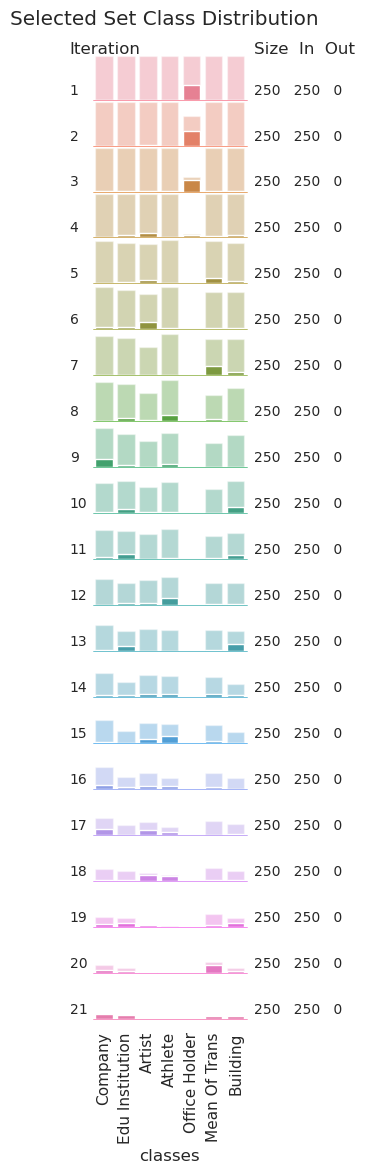 Selected Set Class Distribution
Iteration Size In Out
1 250 250 0
2 250 250 0
3 250 250 0
4 250 250 0
5 250 250 0
6 250 250 0
7 250 250 0
8 250 250 0
9 250 250 0
10 250 250 0
11 250 250 0
12 250 250 0
13 250 250 0
14 250 250 0
15 250 250 0
16 250 250 0
17 250 250 0
18 250 250 0
19 250 250 0
20 250 250 0
21 250 250 0
Company
Edu Institution
Artist
Athlete
Office Holder
Mean Of Trans
Building
classes